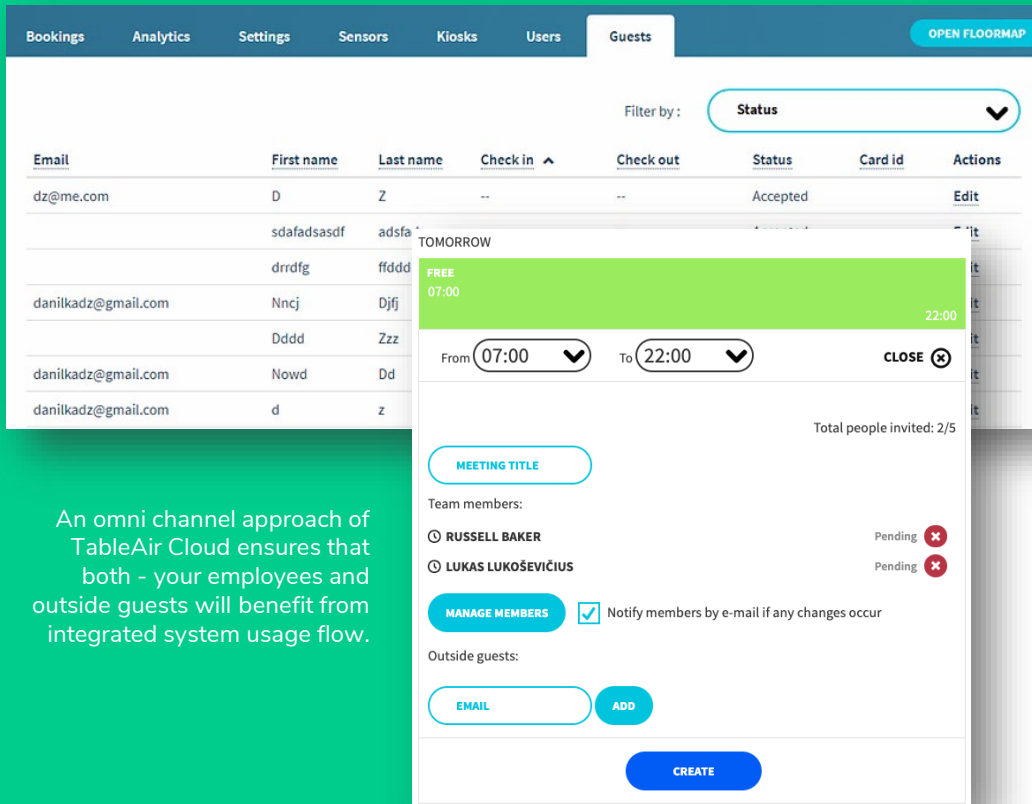 Bookings Analytics Settings Sensors Kiosks Users Guests OPEN FLOORMAP
Filter by : Status
Email First name Last name Check in Check out Status Card id Actions
dz@me.com D Z -- -- Accepted Edit
sdafadsasdf
drrdfg ffddd
danilkadz@gmail.com Nncj Djfj
Dddd Zzz
danilkadz@gmail.com Nowd Dd
danilkadz@gmail.com d z
TOMORROW
FREE
07:00
22:00
From 07:00 To 22:00 CLOSE
Total people invited: 2/5
MEETING TITLE
Team members:
RUSSELL BAKER Pending
LUKAS LUKOŠEVIČIUS Pending
MANAGE MEMBERS Notify members by e-mail if any changes occur
Outside guests:
EMAIL ADD
CREATE
An omni channel approach of
TableAir Cloud ensures that
both - your employees and
outside guests will benefit from
integrated system usage flow.